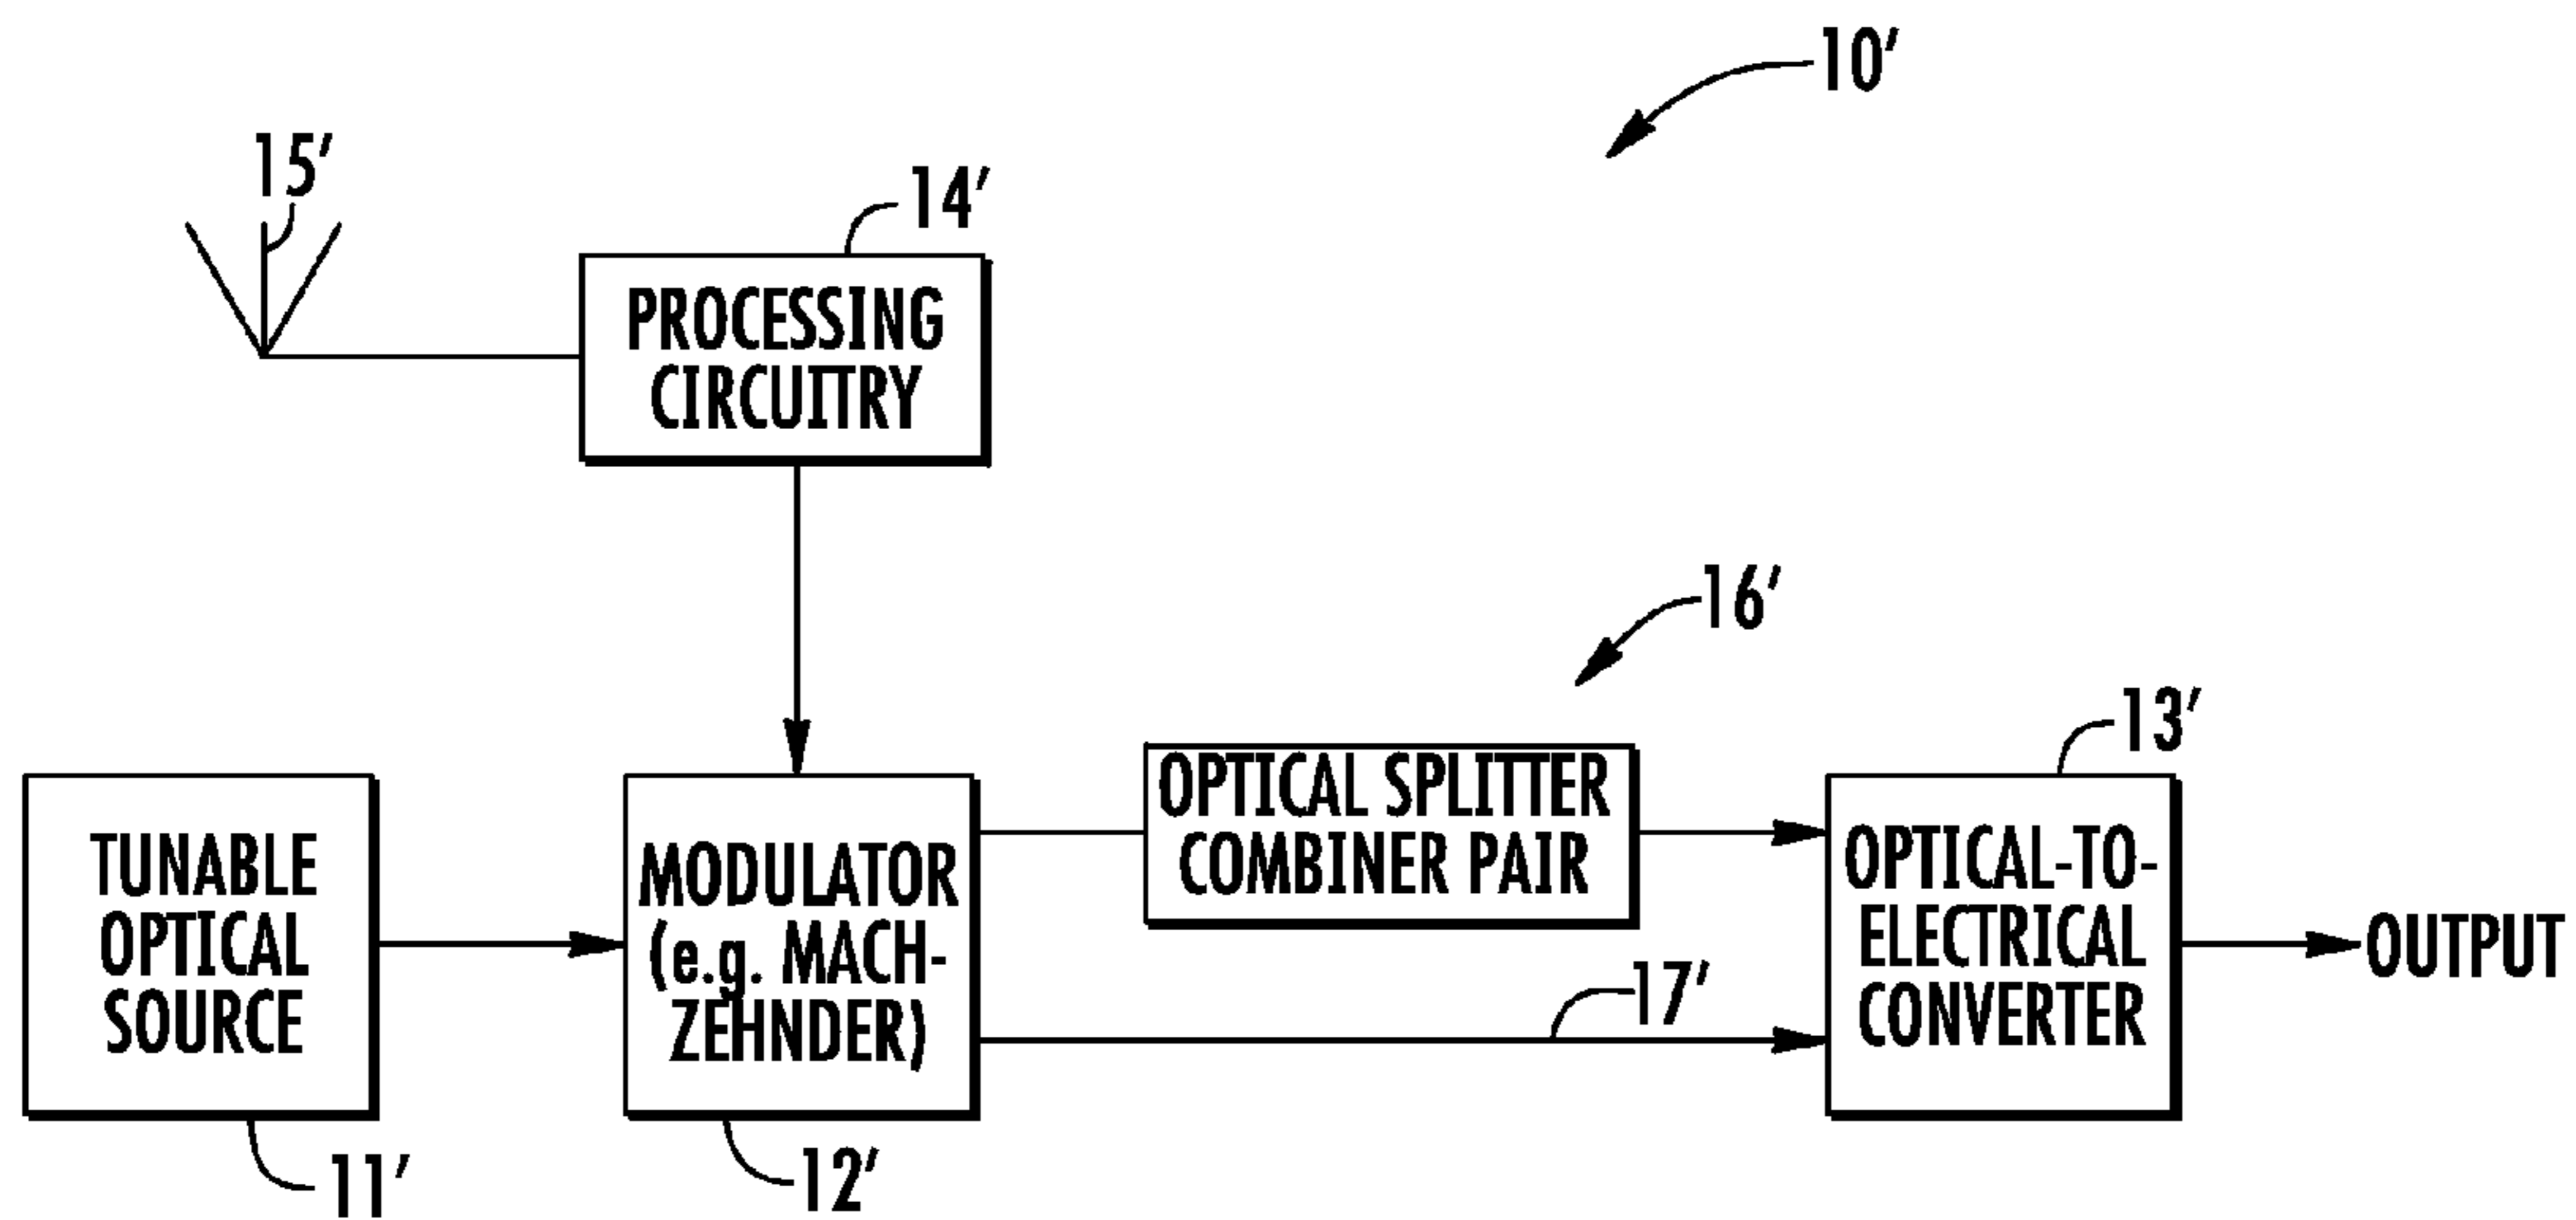 10'
15'
14'
PROCESSING
CIRCUITRY
16'
13'
OPTICAL SPLITTER
COMBINER PAIR
TUNABLE
OPTICAL
SOURCE
MODULATOR
(e.g. MACH-
ZEHNDER)
OPTICAL-TO-
ELECTRICAL
CONVERTER
OUTPUT
17'
11'
12'